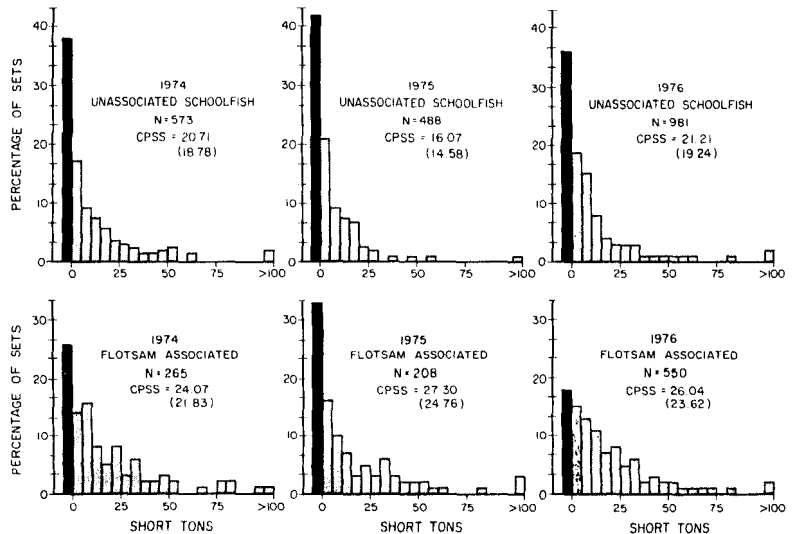 PERCENTAGE OF SETS
40
30
20
10
0
1974
UNASSOCIATED SCHOOLFISH
N=573
CPSS = 20.71
(18.78)
0 25 50 75 >100
40
30
20
10
0
1975
UNASSOCIATED SCHOOLFISH
N=488
CPSS = 16.07
(14.58)
0 25 50 75 >100
40
30
20
10
0
1976
UNASSOCIATED SCHOOLFISH
N=981
CPSS = 21.21
(19.24)
0 25 50 75 >100
PERCENTAGE OF SETS
30
20
10
0
1974
FLOTSAM ASSOCIATED
N=265
CPSS = 24.07
(21.83)
0 25 50 75 >100
SHORT TONS
30
20
10
0
1975
FLOTSAM ASSOCIATED
N=208
CPSS = 27.30
(24.76)
0 25 50 75 >100
SHORT TONS
30
20
10
0
1976
FLOTSAM ASSOCIATED
N=550
CPSS = 26.04
(23.62)
0 25 50 75 >100
SHORT TONS